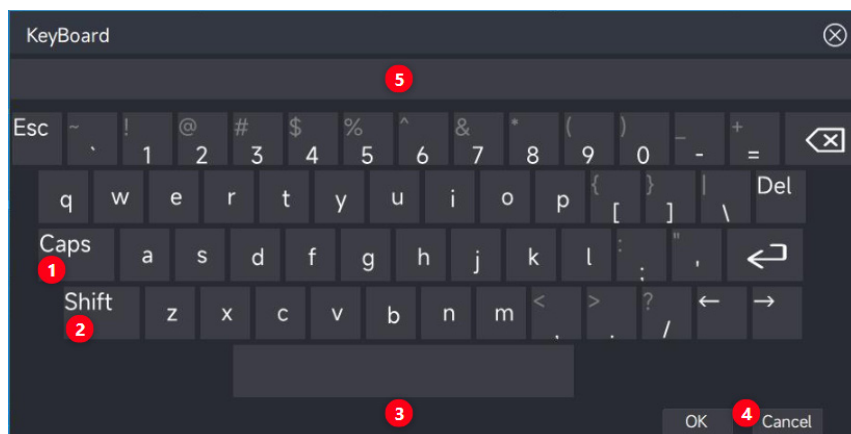 KeyBoard
5
Esc ~ ` ! 1 @ 2 # 3 $ 4 % 5 ^ 6 & 7 * 8 ( 9 ) 0 _ - + =
q w e r t y u i o p { [ } ] | \ Del
Caps a s d f g h j k l : ; " '
1
Shift z x c v b n m < , > . ? / ← →
2
3
OK 4 Cancel